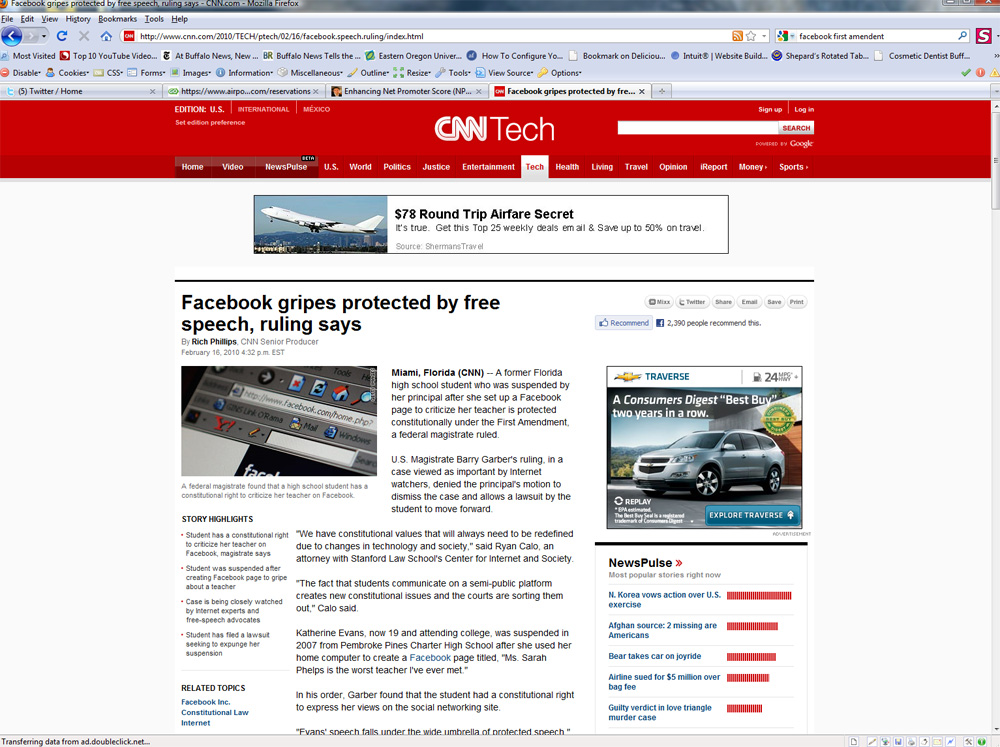 Facebook gripes protected by free speech, ruling says - CNN.com - Mozilla Firefox
File Edit View History Bookmarks Tools Help
http://www.cnn.com/2010/TECH/ptech/02/16/facebook.speech.ruling/index.html
facebook first amendent
Most Visited Top 10 YouTube Video... At Buffalo News, New ... BR Buffalo News Tells the ... Eastern Oregon Univer... How To Configure Yo... Bookmark on Deliciou... Intuit® | Website Build... Shepard's Rotated Tab... Cosmetic Dentist Buff...
Disable Cookies CSS Forms Images Information Miscellaneous Outline Resize Tools View Source Options
(5) Twitter / Home
https://www.airpo...com/reservations
Enhancing Net Promoter Score (NP...
Facebook gripes protected by fre...
EDITION: U.S. INTERNATIONAL MÉXICO
Set edition preference
CNN Tech
Sign up Log in
SEARCH
POWERED BY Google
Home Video NewsPulse BETA U.S. World Politics Justice Entertainment Tech Health Living Travel Opinion iReport Money Sports
$78 Round Trip Airfare Secret
It's true. Get this Top 25 weekly deals email & Save up to 50% on travel.
Source: ShermansTravel
Facebook gripes protected by free
speech, ruling says
By Rich Phillips, CNN Senior Producer
February 16, 2010 4:32 p.m. EST
Mixx Twitter Share Email Save Print
Recommend 2,390 people recommend this.
http://www.facebook.com/home.php?
Mail
Windows
A federal magistrate found that a high school student has a
constitutional right to criticize her teacher on Facebook.
Miami, Florida (CNN) -- A former Florida
high school student who was suspended by
her principal after she set up a Facebook
page to criticize her teacher is protected
constitutionally under the First Amendment,
a federal magistrate ruled.
U.S. Magistrate Barry Garber's ruling, in a
case viewed as important by Internet
watchers, denied the principal's motion to
dismiss the case and allows a lawsuit by the
student to move forward.
STORY HIGHLIGHTS
• Student has a constitutional right
to criticize her teacher on
Facebook, magistrate says
• Student was suspended after
creating Facebook page to gripe
about a teacher
• Case is being closely watched
by Internet experts and
free-speech advocates
• Student has filed a lawsuit
seeking to expunge her
suspension
RELATED TOPICS
Facebook Inc.
Constitutional Law
Internet
"We have constitutional values that will always need to be redefined
due to changes in technology and society," said Ryan Calo, an
attorney with Stanford Law School's Center for Internet and Society.
"The fact that students communicate on a semi-public platform
creates new constitutional issues and the courts are sorting them
out," Calo said.
Katherine Evans, now 19 and attending college, was suspended in
2007 from Pembroke Pines Charter High School after she used her
home computer to create a Facebook page titled, "Ms. Sarah
Phelps is the worst teacher I've ever met."
In his order, Garber found that the student had a constitutional right
to express her views on the social networking site.
"Evans' speech falls under the wide umbrella of protected speech,"
TRAVERSE 24 MPG* HWY
A Consumers Digest "Best Buy"
two years in a row.
REPLAY
*EPA estimated.
The Best Buy Seal is a registered
trademark of Consumers Digest
EXPLORE TRAVERSE
ADVERTISEMENT
NewsPulse »
Most popular stories right now
N. Korea vows action over U.S.
exercise
Afghan source: 2 missing are
Americans
Bear takes car on joyride
Airline sued for $5 million over
bag fee
Guilty verdict in love triangle
murder case
Transferring data from ad.doubleclick.net...